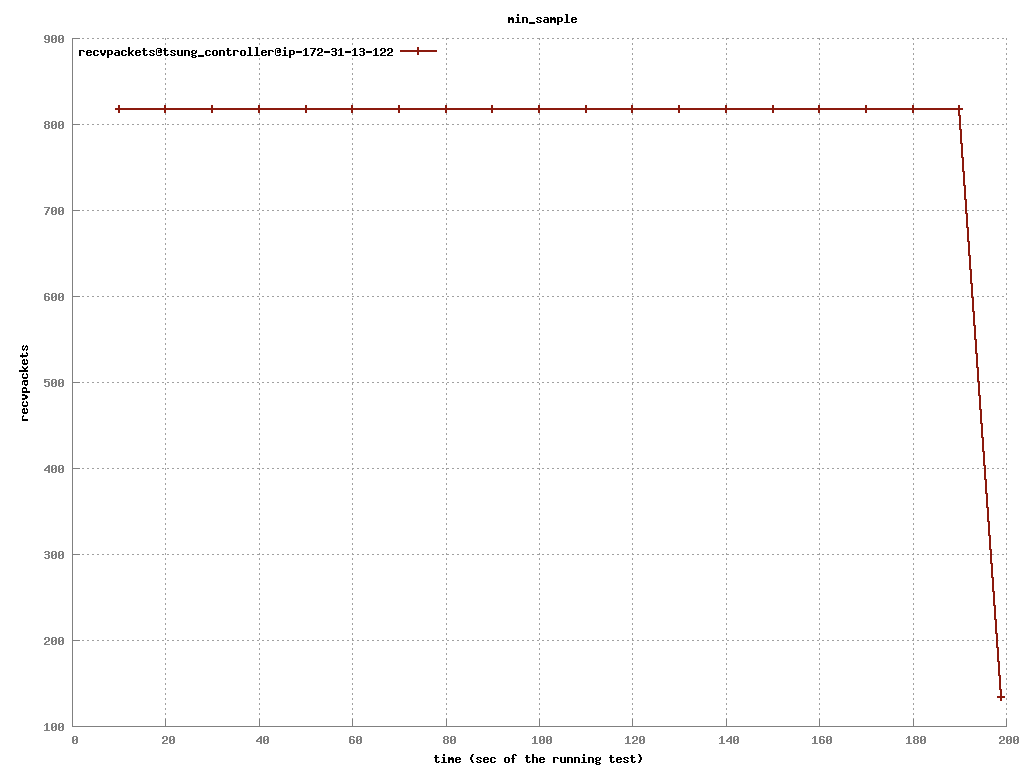 min_sample
900
recvpackets@tsung_controller@ip-172-31-13-122
800
700
600
500
recvpackets
400
300
200
100
0 20 40 60 80 100 120 140 160 180 200
time (sec of the running test)